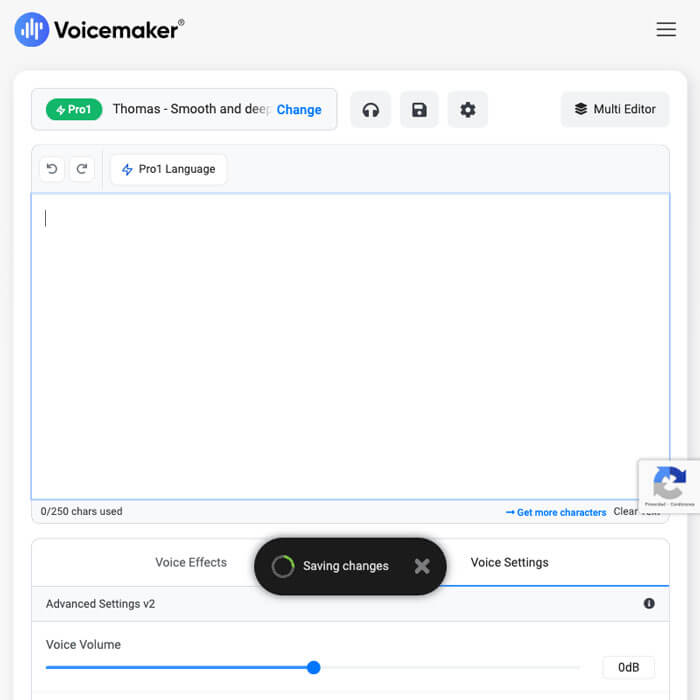 Voicemaker®
Pro1
Thomas - Smooth and deep
Change
Multi Editor
Pro1 Language
0/250 chars used
Get more characters
Clear Text
Voice Effects
Saving changes
Voice Settings
Advanced Settings v2
Voice Volume
0dB